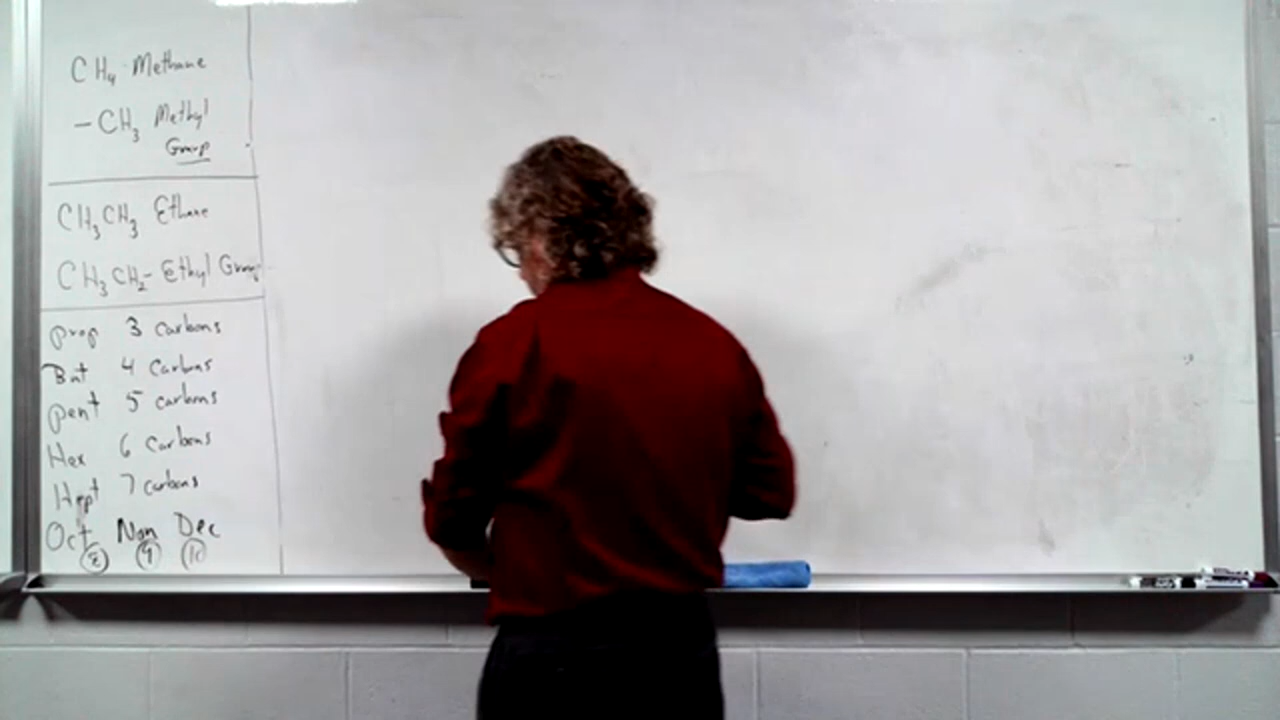 CH4 Methane
-CH3 Methyl
Group
CH3CH3 Ethane
CH3CH2- Ethyl Group
Prop 3 carbons
But 4 carbons
Pent 5 carbons
Hex 6 carbons
Hept 7 carbons
Oct Non Dec
8 9 10